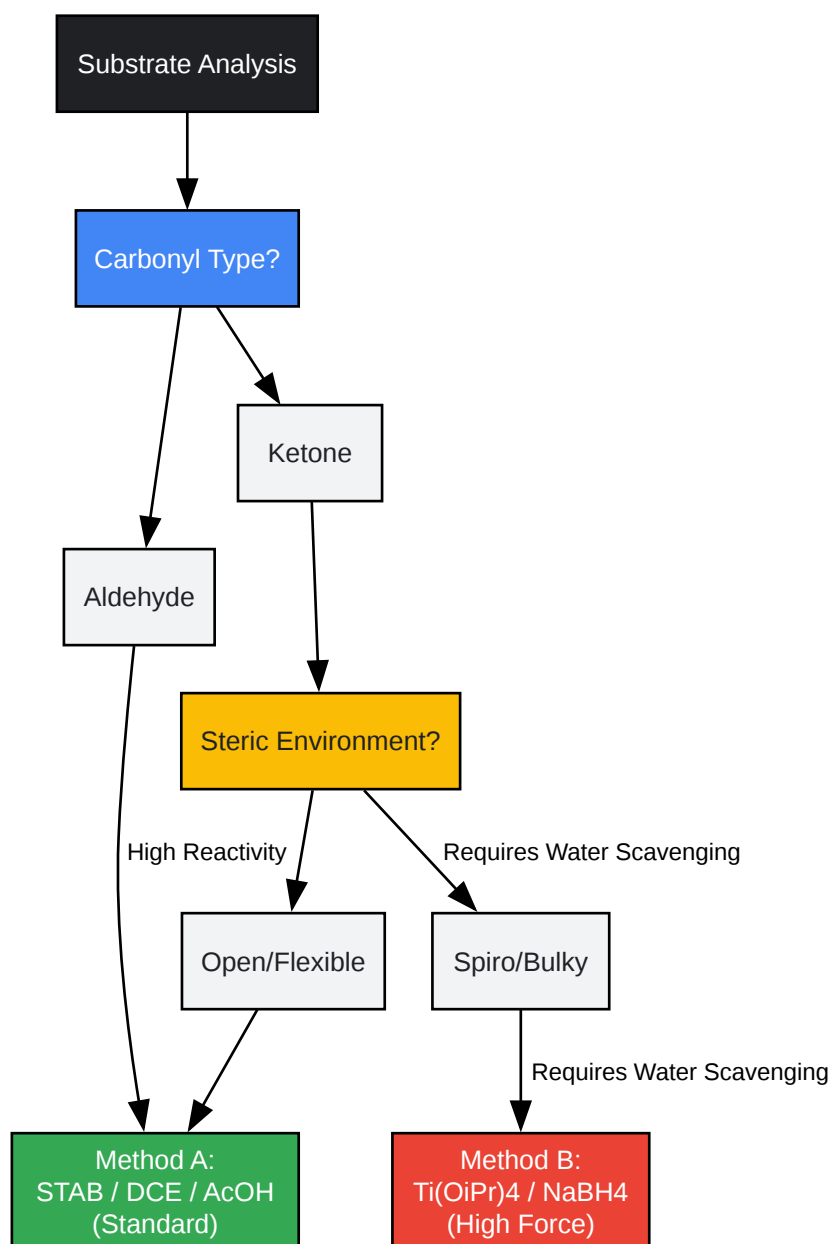 Substrate Analysis
Carbonyl Type?
Ketone
Aldehyde
Steric Environment?
High Reactivity
Requires Water Scavenging
Open/Flexible
Spiro/Bulky
Requires Water Scavenging
Method A:
STAB / DCE / AcOH
(Standard)
Method B:
Ti(OiPr)4 / NaBH4
(High Force)